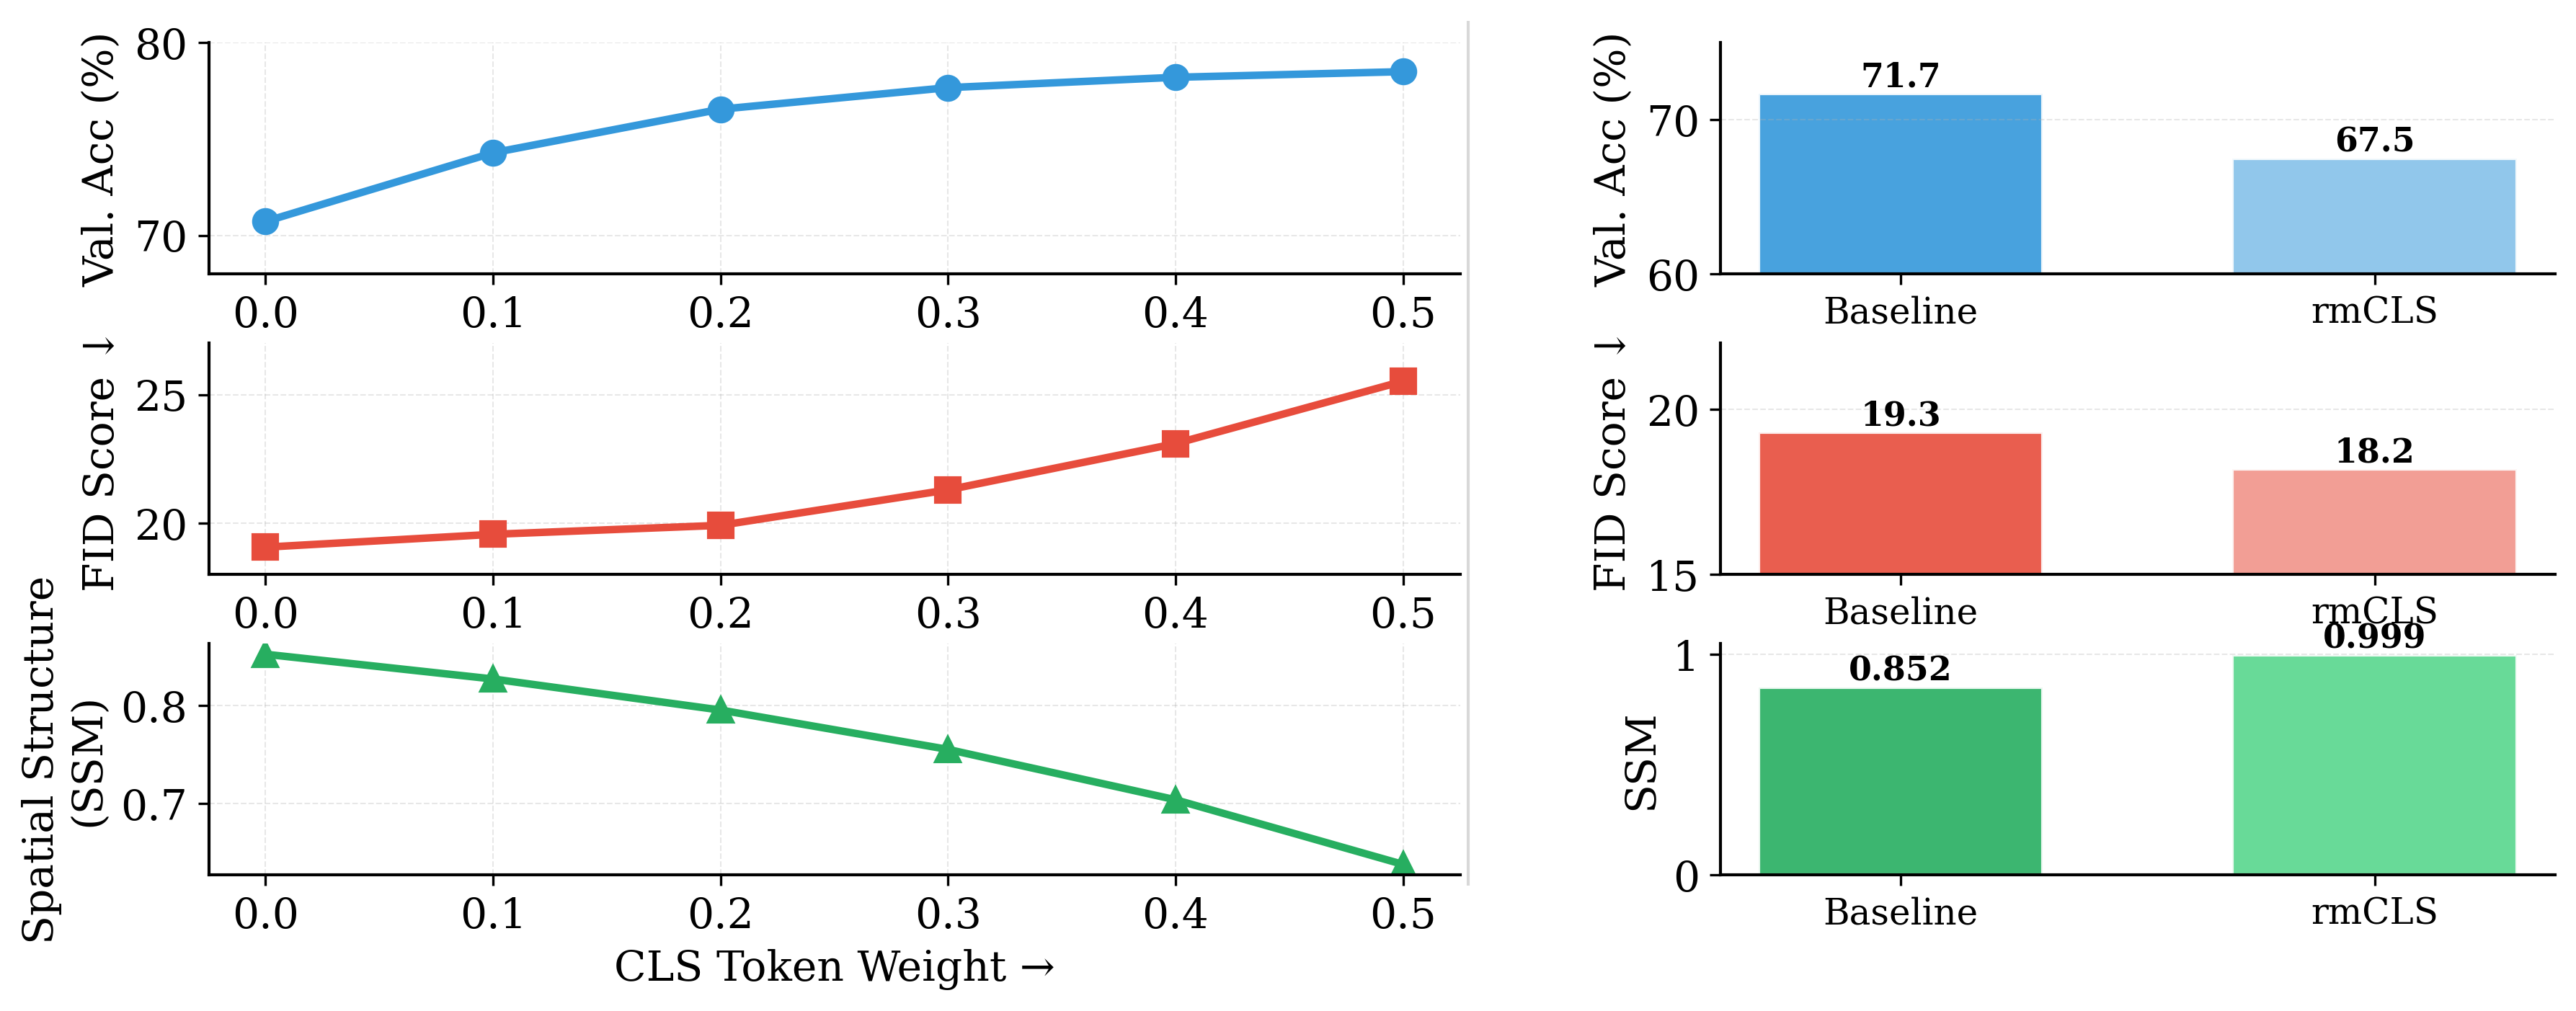 Val. Acc (%)
80
70
0.0 0.1 0.2 0.3 0.4 0.5
FID Score ↓
25
20
0.0 0.1 0.2 0.3 0.4 0.5
Spatial Structure
(SSM)
0.8
0.7
0.0 0.1 0.2 0.3 0.4 0.5
CLS Token Weight →
Val. Acc (%)
70
60
71.7
67.5
Baseline rmCLS
FID Score ↓
20
15
19.3
18.2
Baseline rmCLS
SSM
1
0
0.852
0.999
Baseline rmCLS